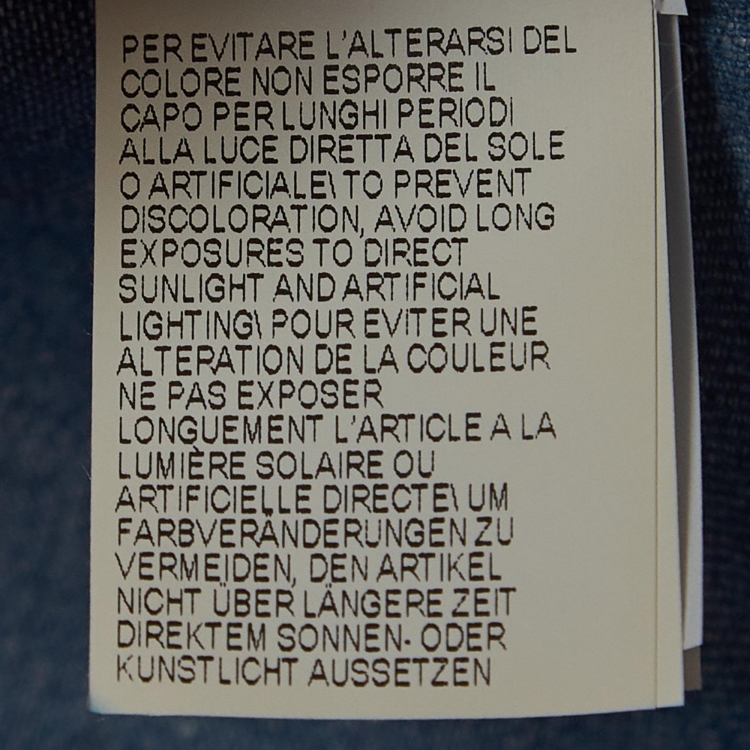 PER EVITARE L'ALTERARSI DEL
COLORE NON ESPORRE IL
CAPO PER LUNGHI PERIODI
ALLA LUCE DIRETTA DEL SOLE
O ARTIFICIALE\ TO PREVENT
DISCOLORATION, AVOID LONG
EXPOSURES TO DIRECT
SUNLIGHT AND ARTIFICIAL
LIGHTING\ POUR EVITER UNE
ALTERATION DE LA COULEUR
NE PAS EXPOSER
LONGUEMENT L'ARTICLE A LA
LUMIÈRE SOLAIRE OU
ARTIFICIELLE DIRECTE\ UM
FARBVERÄNDERUNGEN ZU
VERMEIDEN, DEN ARTIKEL
NICHT ÜBER LÄNGERE ZEIT
DIREKTEM SONNEN- ODER
KUNSTLICHT AUSSETZEN